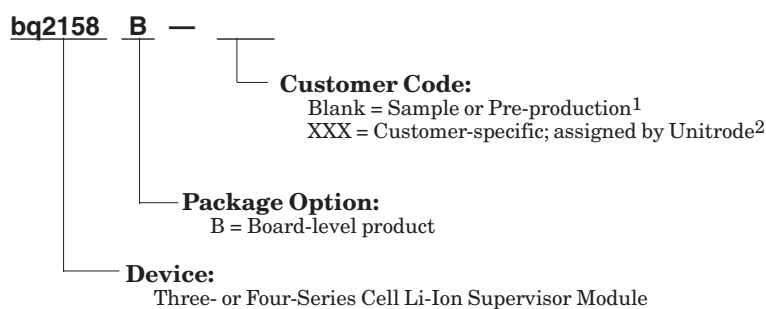 bq2158 B —
Customer Code:
Blank = Sample or Pre-production1
XXX = Customer-specific; assigned by Unitrode2
Package Option:
B = Board-level product
Device:
Three- or Four-Series Cell Li-Ion Supervisor Module